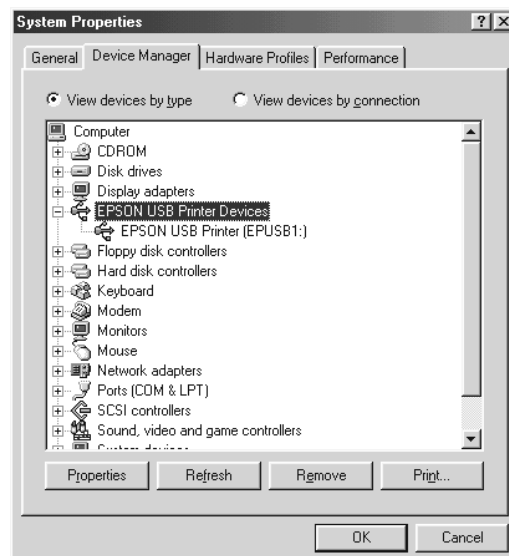 System Properties
General Device Manager Hardware Profiles Performance
View devices by type View devices by connection
Computer
CDROM
Disk drives
Display adapters
EPSON USB Printer Devices
EPSON USB Printer (EPUSB1:)
Floppy disk controllers
Hard disk controllers
Keyboard
Modem
Monitors
Mouse
Network adapters
Ports (COM & LPT)
SCSI controllers
Sound, video and game controllers
Properties Refresh Remove Print...
OK Cancel